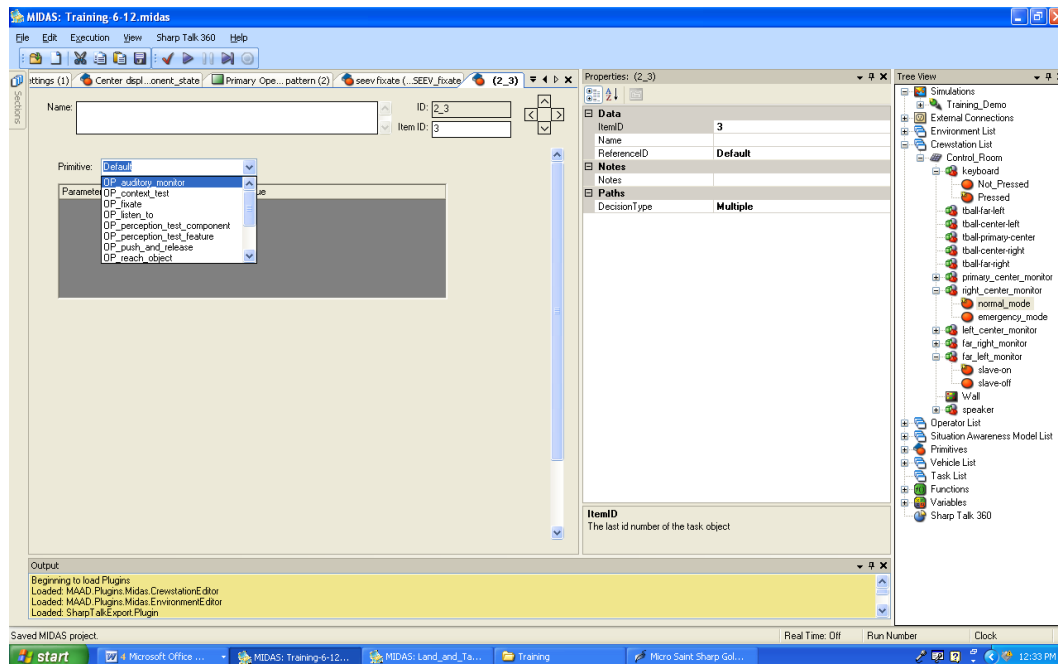 MIDAS: Training-6-12.midas
File Edit Execution View Sharp Talk 360 Help
Sections
ettings (1) Center displ...onent_state Primary Ope... pattern (2) seev fixate (...SEEV_fixate (2_3)
Name: ID: 2_3
Item ID: 3
Primitive: Default
OP_auditory_monitor
OP_context_test
OP_fixate
OP_listen_to
OP_perception_test_component
OP_perception_test_feature
OP_push_and_release
OP_reach_object
Parameter ue
Properties: (2_3)
Data
ItemID 3
Name
ReferenceID Default
Notes
Notes
Paths
DecisionType Multiple
ItemID
The last id number of the task object
Tree View
Simulations
Training_Demo
External Connections
Environment List
Crewstation List
Control_Room
keyboard
Not_Pressed
Pressed
tball-far-left
tball-center-left
tball-primary-center
tball-center-right
tball-far-right
primary_center_monitor
right_center_monitor
normal_mode
emergency_mode
left_center_monitor
far_right_monitor
far_left_monitor
slave-on
slave-off
Wall
speaker
Operator List
Situation Awareness Model List
Primitives
Vehicle List
Task List
Functions
Variables
Sharp Talk 360
Output
Beginning to load Plugins
Loaded: MAAD.Plugins.Midas.CrewstationEditor
Loaded: MAAD.Plugins.Midas.EnvironmentEditor
Loaded: SharpTalkExport.Plugin
Saved MIDAS project. Real Time: Off Run Number Clock
start 4 Microsoft Office ... MIDAS: Training-6-12... MIDAS: Land_and_Ta... Training Micro Saint Sharp Gol... 12:33 PM